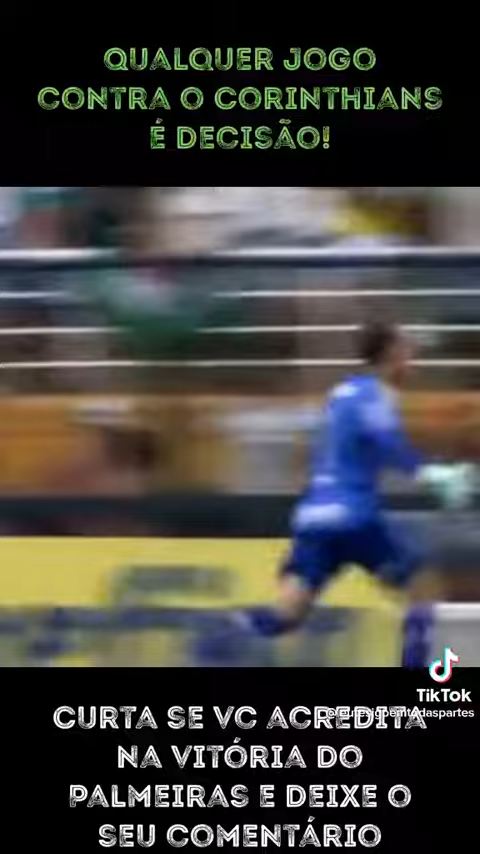 QUALQUER JOGO
CONTRA O CORINTHIANS
É DECISÃO!
TikTok
CURTA SE VC ACREDITA
NA VITÓRIA DO
PALMEIRAS E DEIXE O
SEU COMENTÁRIO